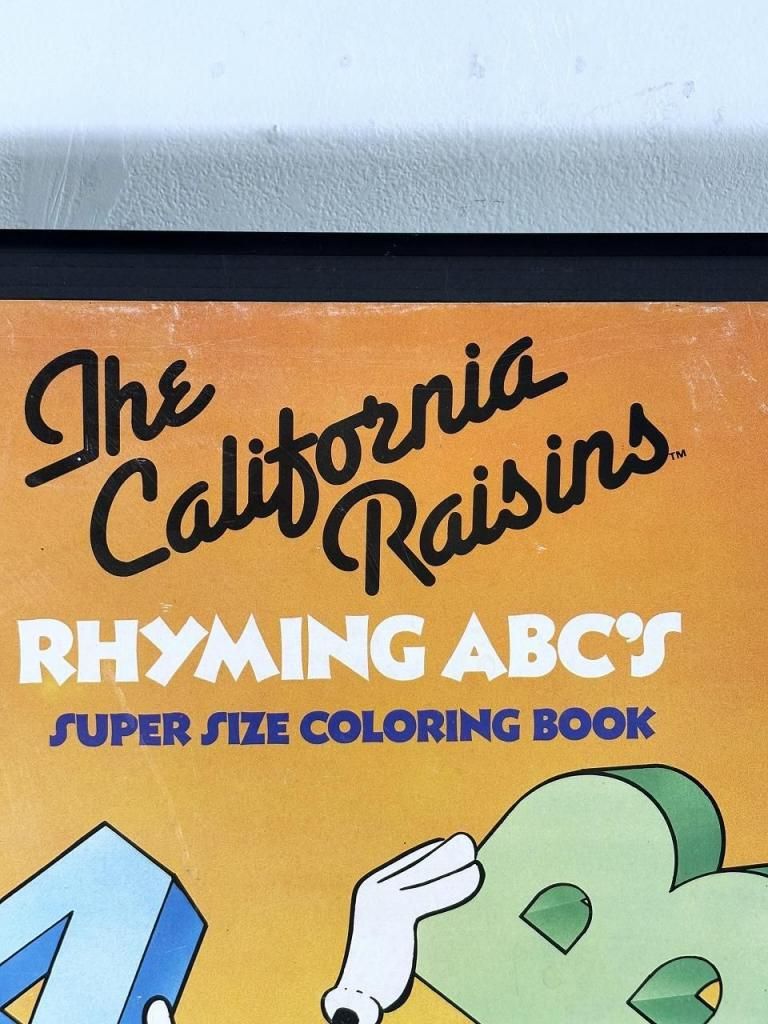 The
California
Raisins™
RHYMING ABC'S
SUPER SIZE COLORING BOOK
A
B